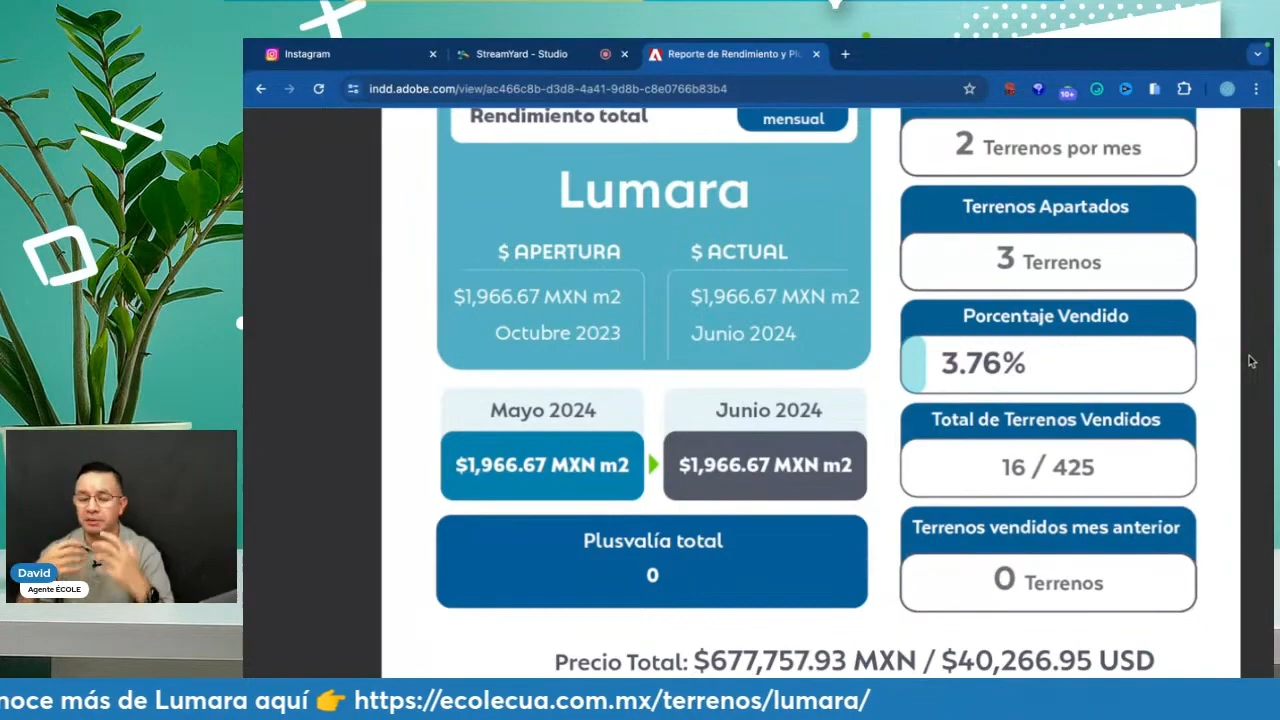 Instagram
StreamYard - Studio
Reporte de Rendimiento y Pl
indd.adobe.com/view/ac466c8b-d3d8-4a41-9d8b-c8e0766b83b4
10+
Rendimiento total
mensual
Lumara
$ APERTURA
$ ACTUAL
$1,966.67 MXN m2
$1,966.67 MXN m2
Octubre 2023
Junio 2024
Mayo 2024
Junio 2024
$1,966.67 MXN m2
$1,966.67 MXN m2
Plusvalía total
0
2 Terrenos por mes
Terrenos Apartados
3 Terrenos
Porcentaje Vendido
3.76%
Total de Terrenos Vendidos
16 / 425
Terrenos vendidos mes anterior
0 Terrenos
Precio Total: $677,757.93 MXN / $40,266.95 USD
David
Agente ÉCOLE
noce más de Lumara aquí 👉 https://ecolecua.com.mx/terrenos/lumara/